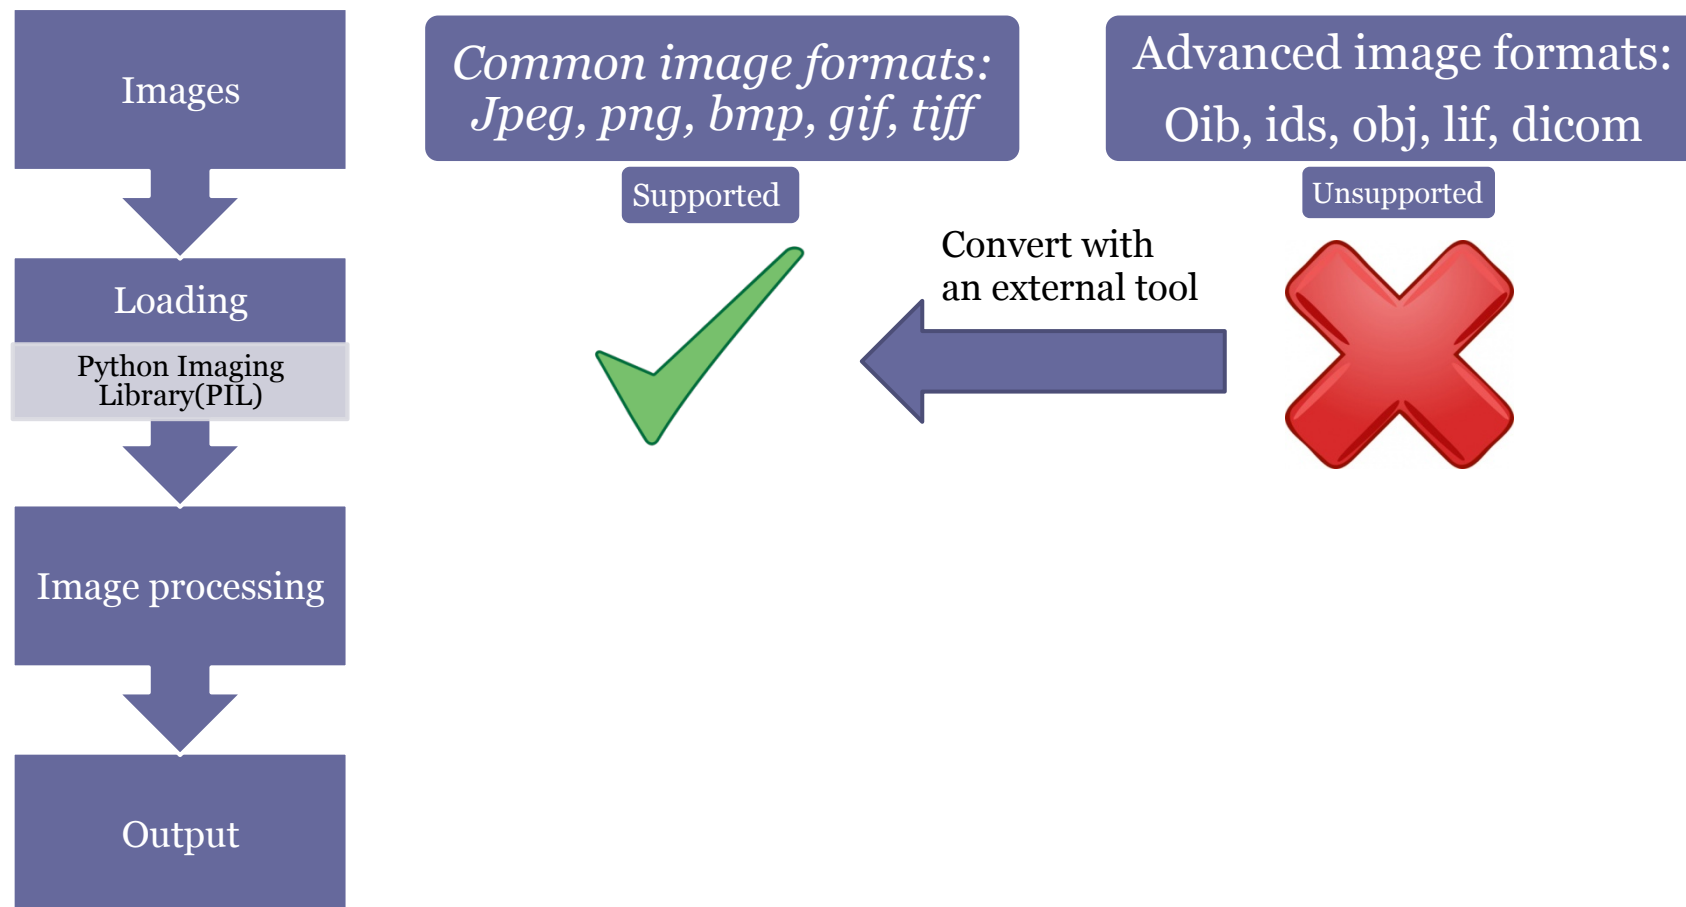 Images
Loading
Python Imaging
Library(PIL)
Image processing
Output
Common image formats:
Jpeg, png, bmp, gif, tiff
Supported
Convert with
an external tool
Advanced image formats:
Oib, ids, obj, lif, dicom
Unsupported